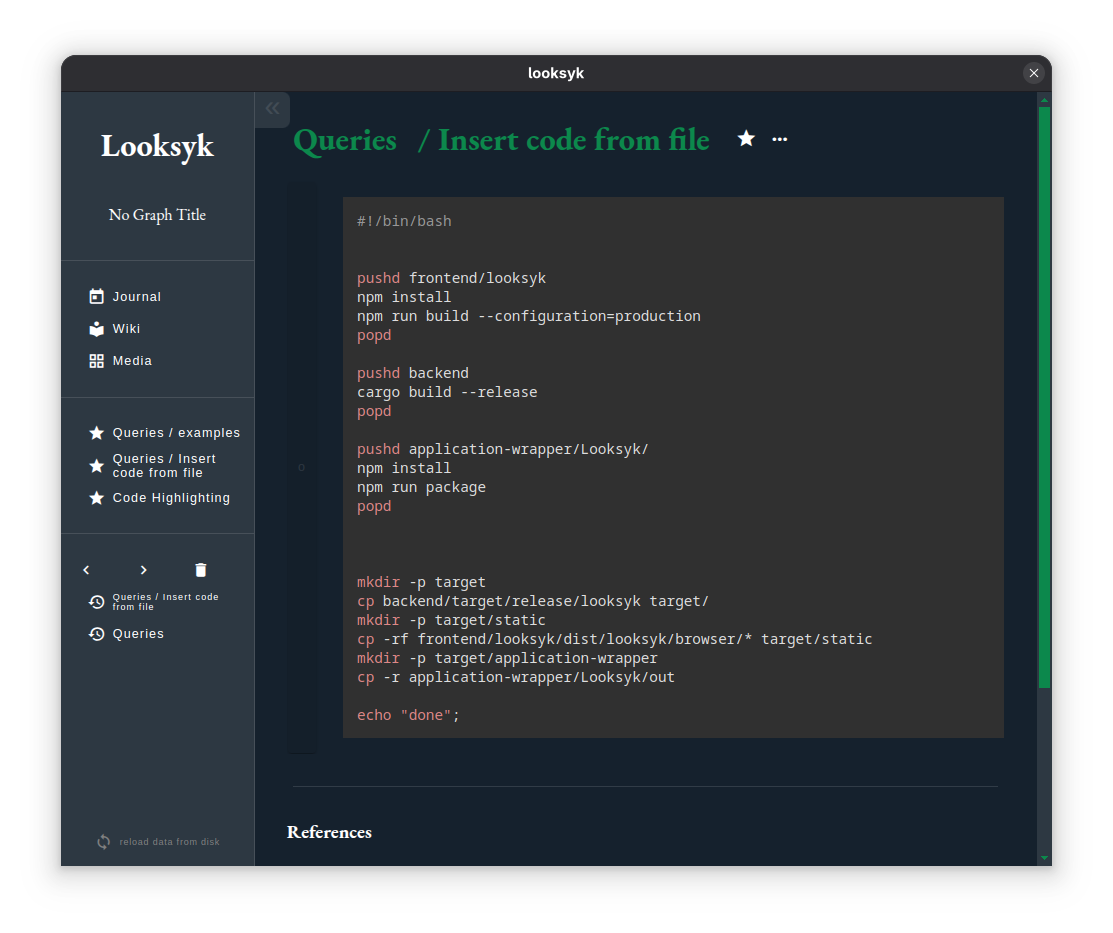 looksyk
Looksyk
No Graph Title
Journal
Wiki
Media
Queries / examples
Queries / Insert
code from file
Code Highlighting
Queries / Insert code
from file
Queries
reload data from disk
Queries / Insert code from file
#!/bin/bash
pushd frontend/looksyk
npm install
npm run build --configuration=production
popd
pushd backend
cargo build --release
popd
pushd application-wrapper/Looksyk/
npm install
npm run package
popd
mkdir -p target
cp backend/target/release/looksyk target/
mkdir -p target/static
cp -rf frontend/looksyk/dist/looksyk/browser/* target/static
mkdir -p target/application-wrapper
cp -r application-wrapper/Looksyk/out
echo "done";
References